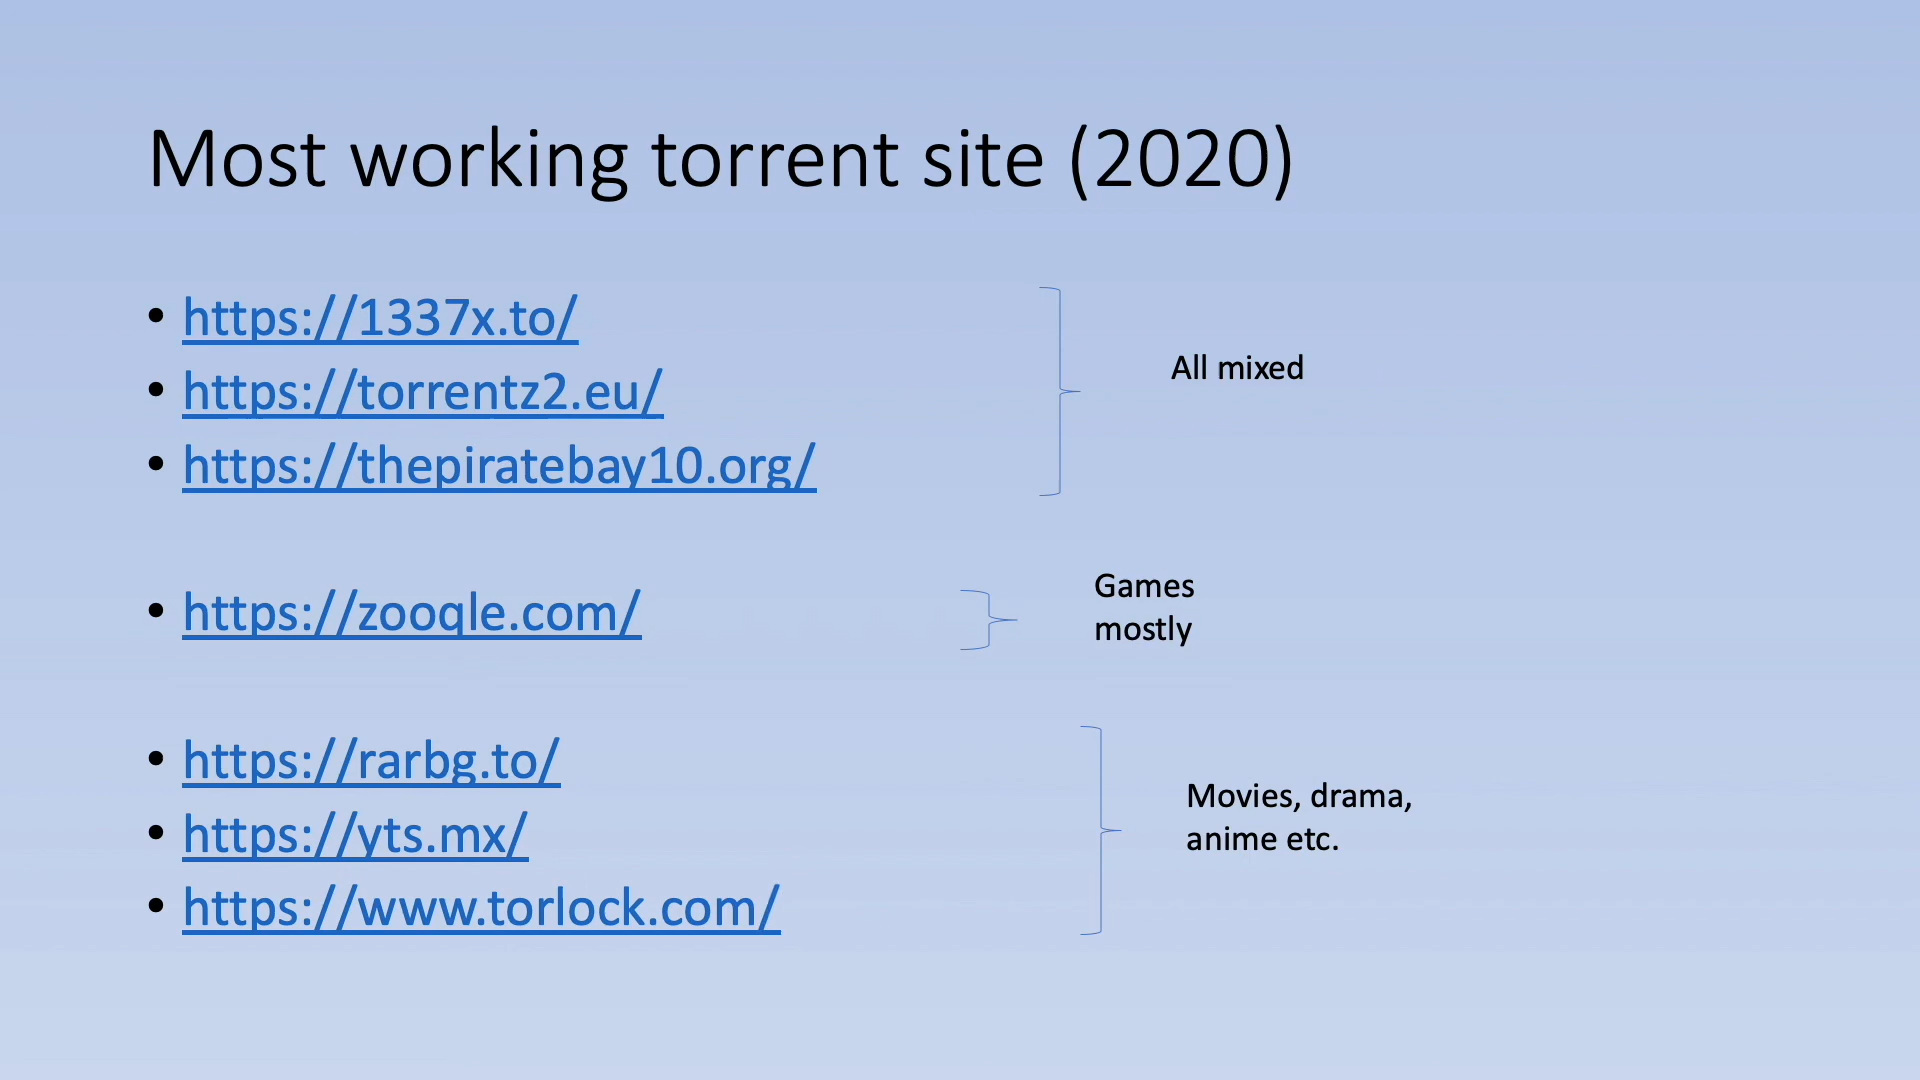 Most working torrent site (2020)
• https://1337x.to/
• https://torrentz2.eu/
• https://thepiratebay10.org/
All mixed
• https://zooqle.com/
Games
mostly
• https://rarbg.to/
• https://yts.mx/
• https://www.torlock.com/
Movies, drama,
anime etc.